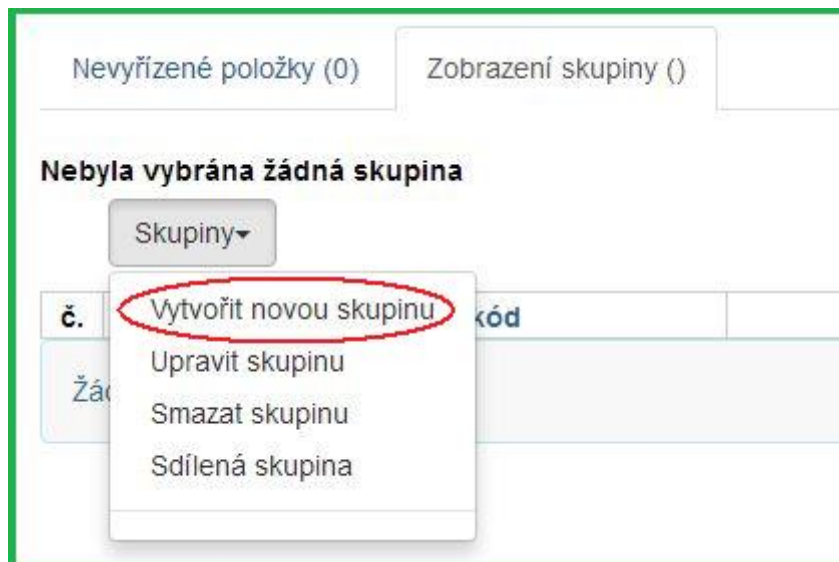 Nevyřízené položky (0) Zobrazení skupiny ()
Nebyla vybrána žádná skupina
Skupiny
č. kód
Vytvořit novou skupinu
Upravit skupinu
Smazat skupinu
Sdílená skupina